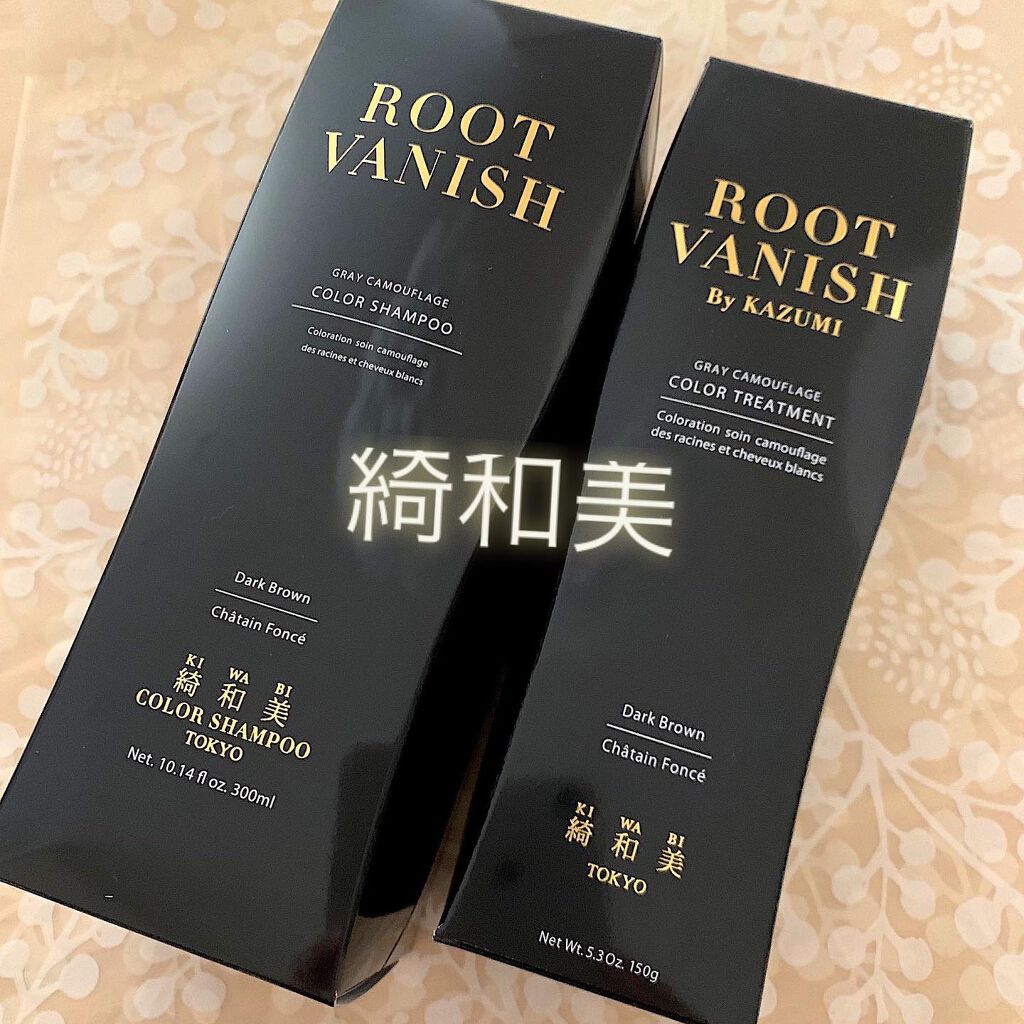 ROOT
VANISH
GRAY CAMOUFLAGE
COLOR SHAMPOO
Coloration soin camouflage
des racines et cheveux blancs
Dark Brown
Châtain Foncé
KI WA BI
綺和美
COLOR SHAMPOO
TOKYO
Net. 10.14 fl oz. 300ml
綺和美
ROOT
VANISH
By KAZUMI
GRAY CAMOUFLAGE
COLOR TREATMENT
Coloration soin camouflage
des racines et cheveux blancs
Dark Brown
Châtain Foncé
KI WA BI
綺和美
TOKYO
Net Wt. 5.3 Oz. 150g